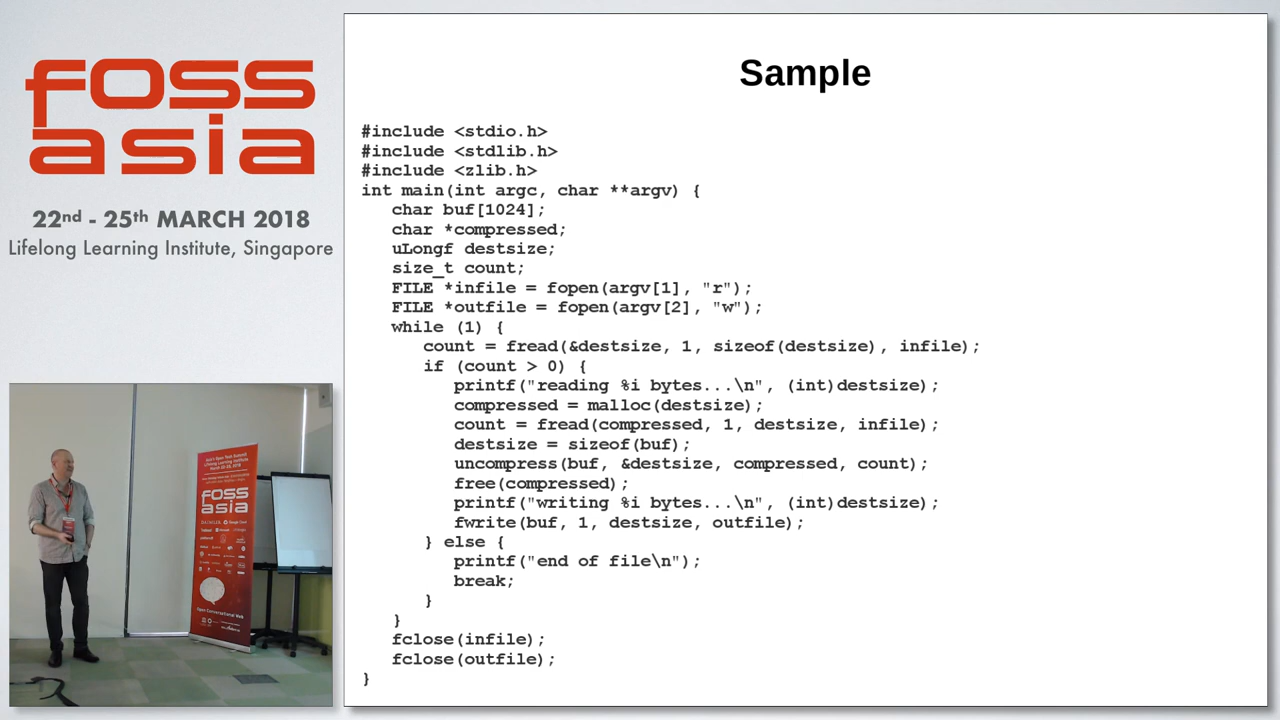 foss
asia
22nd - 25th MARCH 2018
Lifelong Learning Institute, Singapore
Sample
#include <stdio.h>
#include <stdlib.h>
#include <zlib.h>
int main(int argc, char **argv) {
   char buf[1024];
   char *compressed;
   uLongf destsize;
   size_t count;
   FILE *infile = fopen(argv[1], "r");
   FILE *outfile = fopen(argv[2], "w");
   while (1) {
      count = fread(&destsize, 1, sizeof(destsize), infile);
      if (count > 0) {
         printf("reading %i bytes...\n", (int)destsize);
         compressed = malloc(destsize);
         count = fread(compressed, 1, destsize, infile);
         destsize = sizeof(buf);
         uncompress(buf, &destsize, compressed, count);
         free(compressed);
         printf("writing %i bytes...\n", (int)destsize);
         fwrite(buf, 1, destsize, outfile);
      } else {
         printf("end of file\n");
         break;
      }
   }
   fclose(infile);
   fclose(outfile);
}
foss
asia
Open Conversational Web